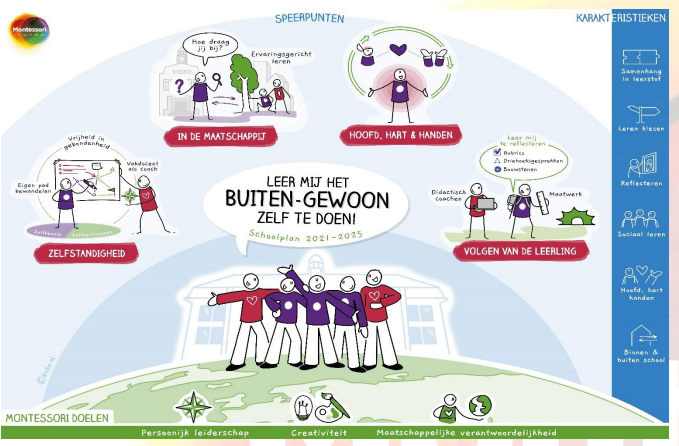 Montessori
SPEERPUNTEN
KARAKTERISTIEKEN
Hoe draag
jij bij?
Ervaringsgericht
leren
IN DE MAATSCHAPPIJ
HOOFD, HART & HANDEN
Vrijheid in
gebondenheid
Vakdocent
als coach
Eigen pad
bewandelen
Zelfkennis
Zelfvertrouwen
ZELFSTANDIGHEID
LEER MIJ HET
BUITEN-GEWOON
ZELF TE DOEN!
Schoolplan 2021-2025
Leer mij
te reflecteren
Rubrics
Driehoeksgesprekken
Bouwstenen
Didactisch
coachen
Maatwerk
VOLGEN VAN DE LEERLING
Samenhang
in leerstof
Leren kiezen
Reflecteren
Sociaal leren
Hoofd, hart
handen
Binnen &
buiten school
MONTESSORI DOELEN
Persoonlijk leiderschap
Creativiteit
Maatschappelijke verantwoordelijkheid